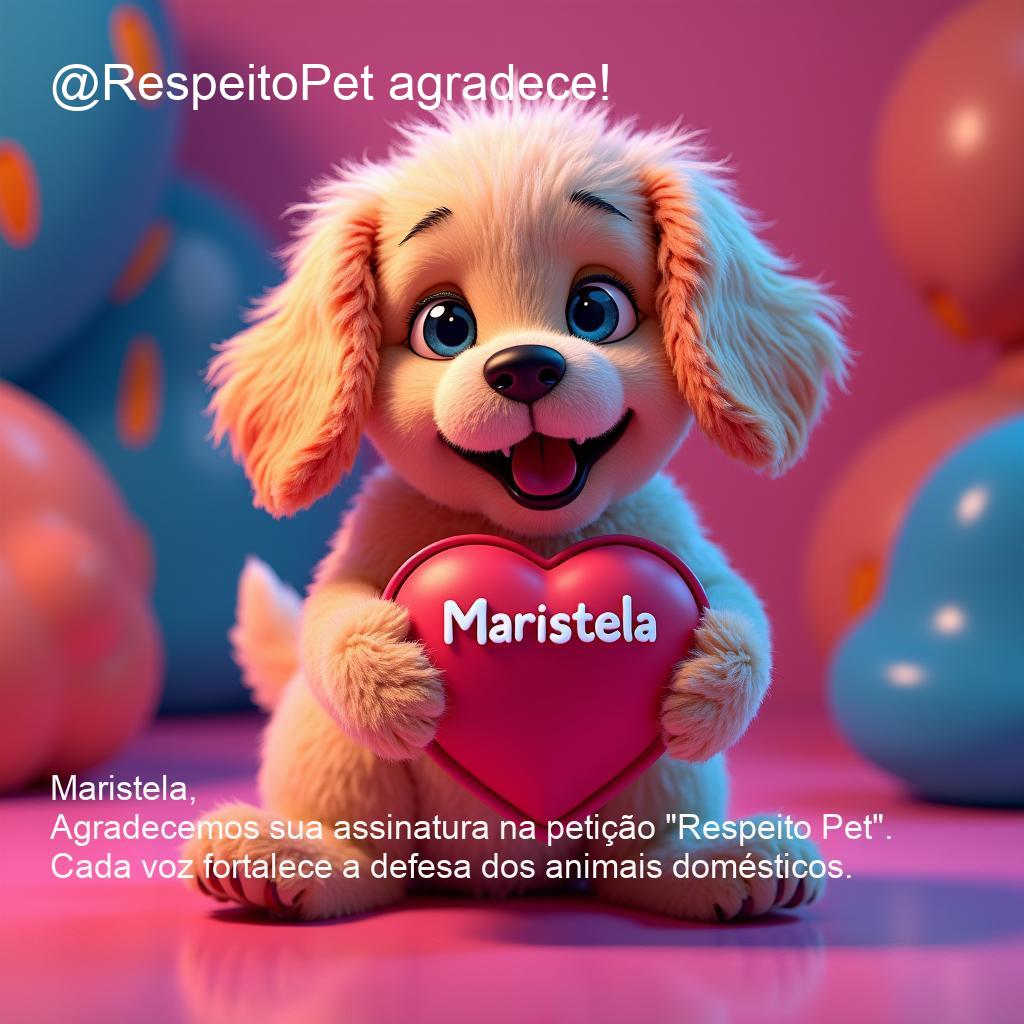 @RespeitoPet agradece!
Maristela
Maristela,
Agradecemos sua assinatura na petição "Respeito Pet".
Cada voz fortalece a defesa dos animais domésticos.